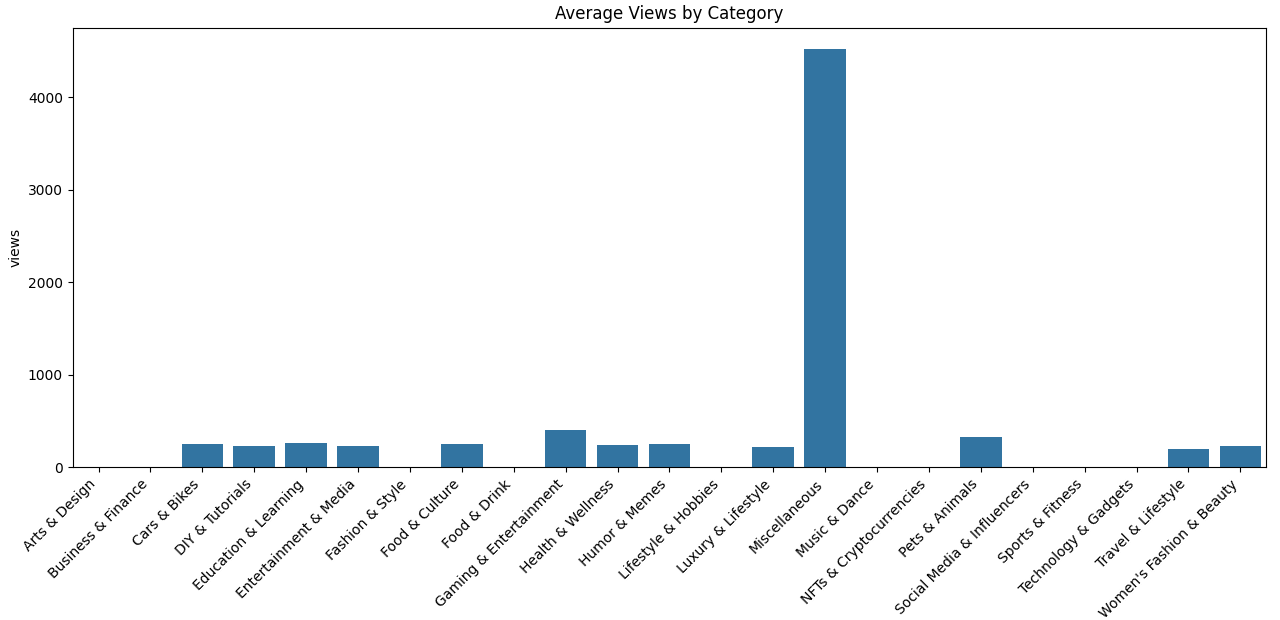 Average Views by Category
views
4000
3000
2000
1000
0
Arts & Design
Business & Finance
Cars & Bikes
DIY & Tutorials
Education & Learning
Entertainment & Media
Fashion & Style
Food & Culture
Food & Drink
Gaming & Entertainment
Health & Wellness
Humor & Memes
Lifestyle & Hobbies
Luxury & Lifestyle
Miscellaneous
Music & Dance
NFTs & Cryptocurrencies
Pets & Animals
Social Media & Influencers
Sports & Fitness
Technology & Gadgets
Travel & Lifestyle
Women's Fashion & Beauty